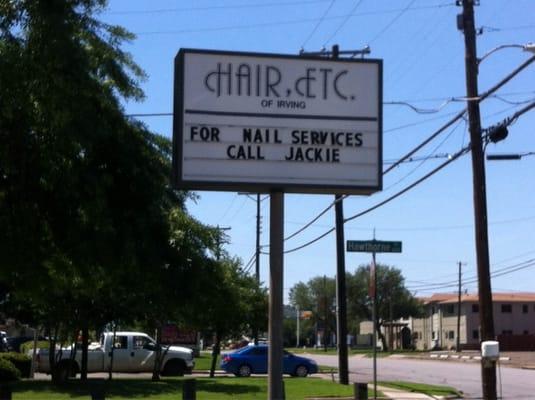 HAIR, ETC.
OF IRVING
FOR NAIL SERVICES
CALL JACKIE
Hawthorne